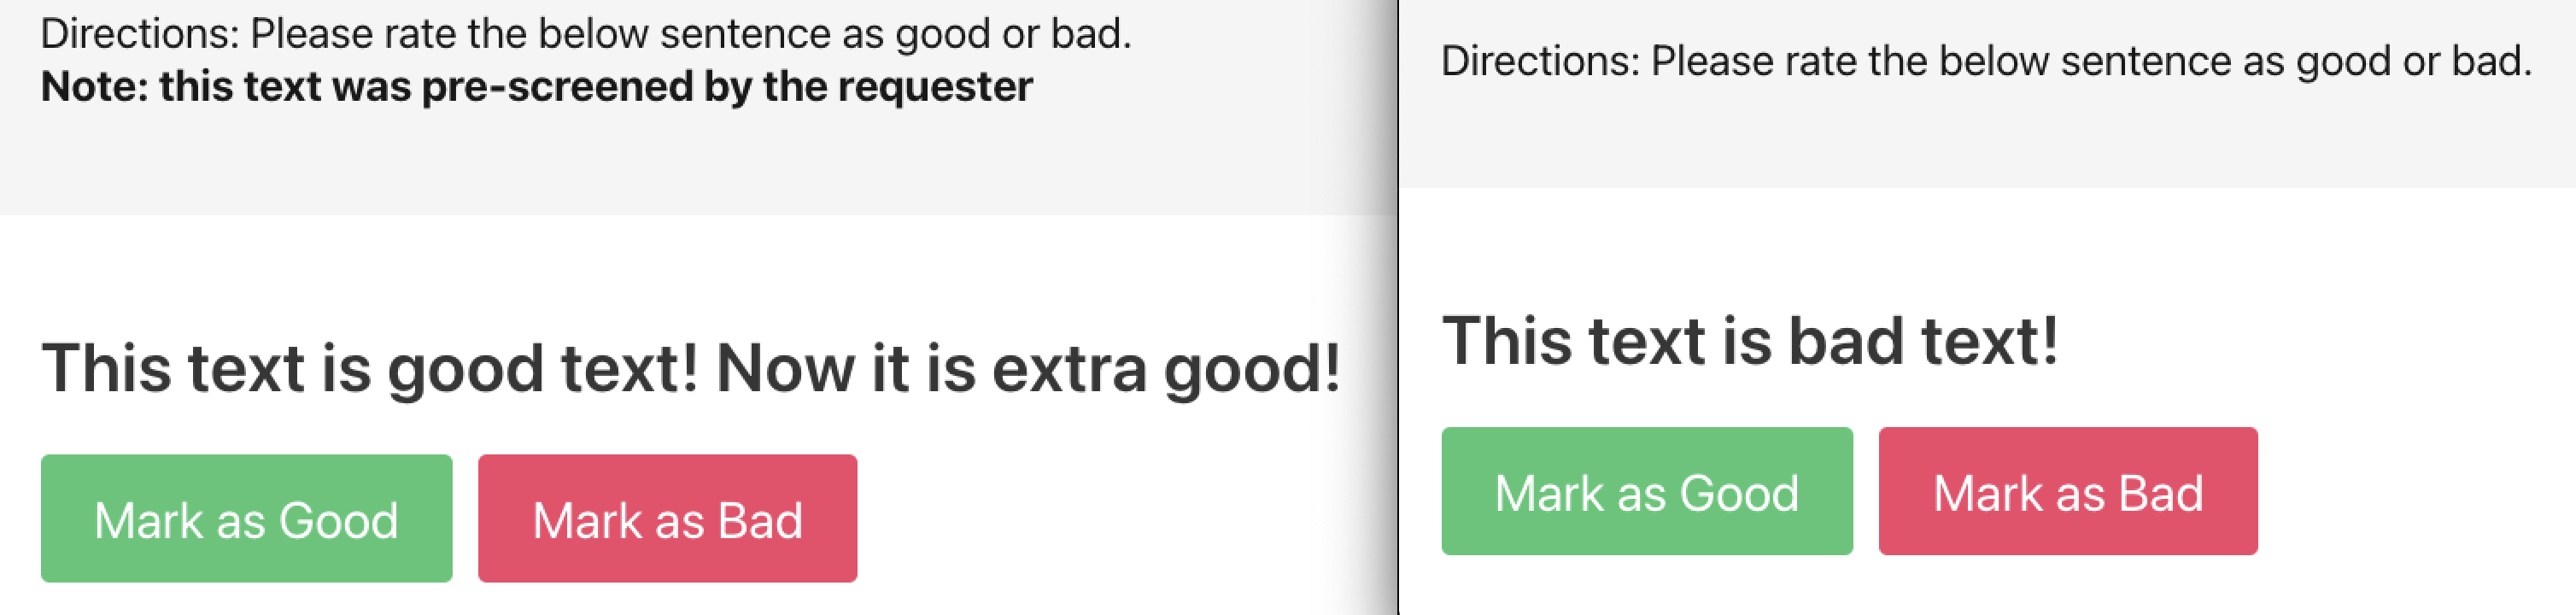 Directions: Please rate the below sentence as good or bad.
Note: this text was pre-screened by the requester
This text is good text! Now it is extra good!
Mark as Good
Mark as Bad
Directions: Please rate the below sentence as good or bad.
This text is bad text!
Mark as Good
Mark as Bad